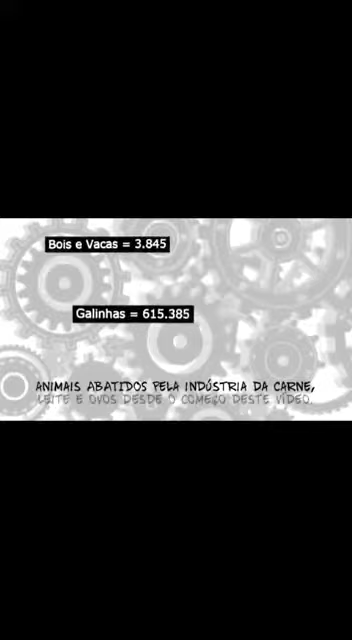 Bois e Vacas = 3.845
Galinhas = 615.385
ANIMAIS ABATIDOS PELA INDÚSTRIA DA CARNE,
LEITE E OVOS DESDE O COMEÇO DESTE VÍDEO.